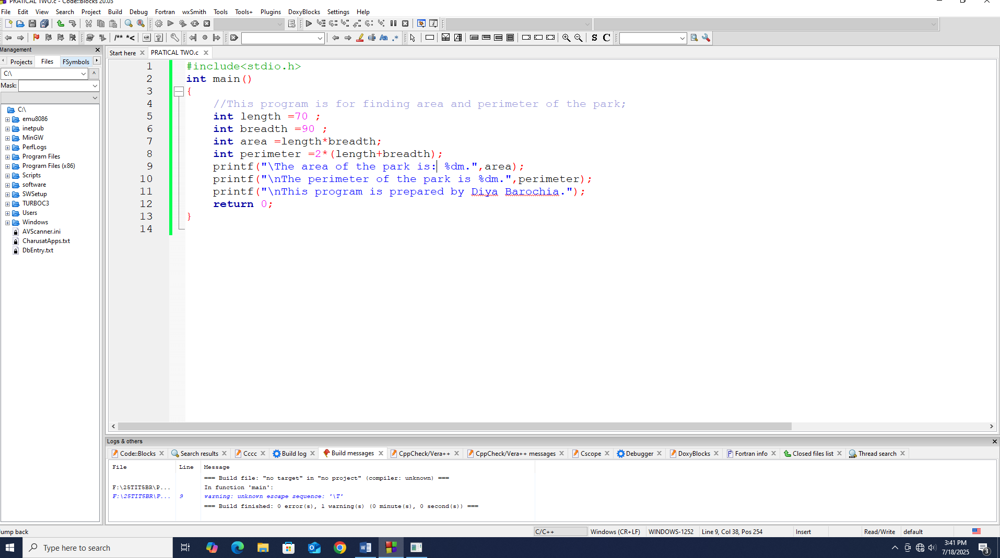 PRATICAL TWO.c - Code::Blocks 20.03
File Edit View Search Project Build Debug Fortran wxSmith Tools Tools+ Plugins DoxyBlocks Settings Help
/** *<
S C
Management
Projects Files FSymbols
Start here PRATICAL TWO.c
C:\
Mask:
C:\
emu8086
inetpub
MinGW
PerfLogs
Program Files
Program Files (x86)
Scripts
software
SWSetup
TURBOC3
Users
Windows
AVScanner.ini
CharusatApps.txt
DbEntry.txt
1 #include<stdio.h>
2 int main()
3 {
4 //This program is for finding area and perimeter of the park;
5 int length =70 ;
6 int breadth =90 ;
7 int area =length*breadth;
8 int perimeter =2*(length+breadth);
9 printf("\The area of the park is: %dm.",area);
10 printf("\nThe perimeter of the park is %dm.",perimeter);
11 printf("\nThis program is prepared by Diya Barochia.");
12 return 0;
13 }
14
Logs & others
Code::Blocks Search results Cccc Build log Build messages CppCheck/Vera++ CppCheck/Vera++ messages Cscope Debugger DoxyBlocks Fortran info Closed files list Thread search
File Line Message
=== Build file: "no target" in "no project" (compiler: unknown) ===
F:\25TIT5BR\P... In function 'main':
F:\25TIT5BR\P... 9 warning: unknown escape sequence: '\T'
=== Build finished: 0 error(s), 1 warning(s) (0 minute(s), 0 second(s)) ===
ump back C/C++ Windows (CR+LF) WINDOWS-1252 Line 9, Col 38, Pos 254 Insert Read/Write default
Type here to search
3:41 PM
7/18/2025
3